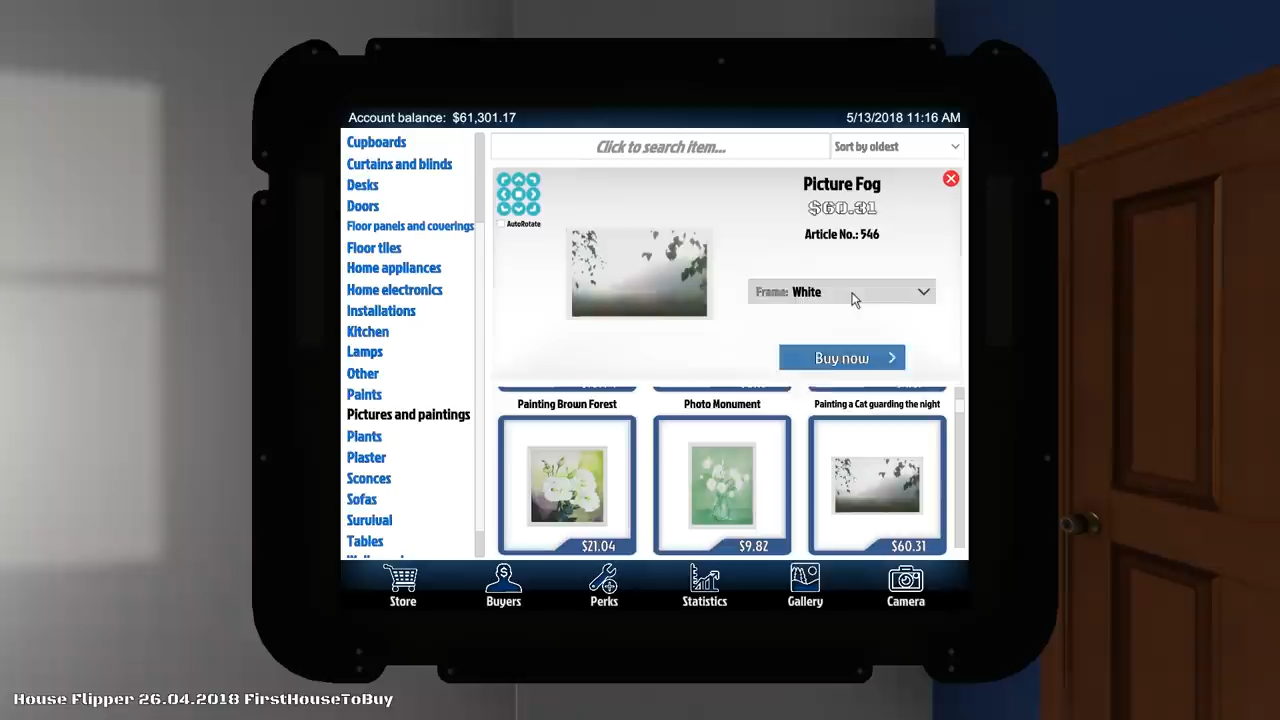 Account balance: $61,301.17
5/13/2018 11:16 AM
Cupboards
Curtains and blinds
Desks
Doors
Floor panels and coverings
Floor tiles
Home appliances
Home electronics
Installations
Kitchen
Lamps
Other
Paints
Pictures and paintings
Plants
Plaster
Sconces
Sofas
Survival
Tables
Click to search item...
Sort by oldest
AutoRotate
Picture Fog
$60.31
Article No.: 546
Frame: White
Buy now
Painting Brown Forest
Photo Monument
Painting a Cat guarding the night
$21.04
$9.82
$60.31
Store
Buyers
Perks
Statistics
Gallery
Camera
House Flipper 26.04.2018 FirstHouseToBuy